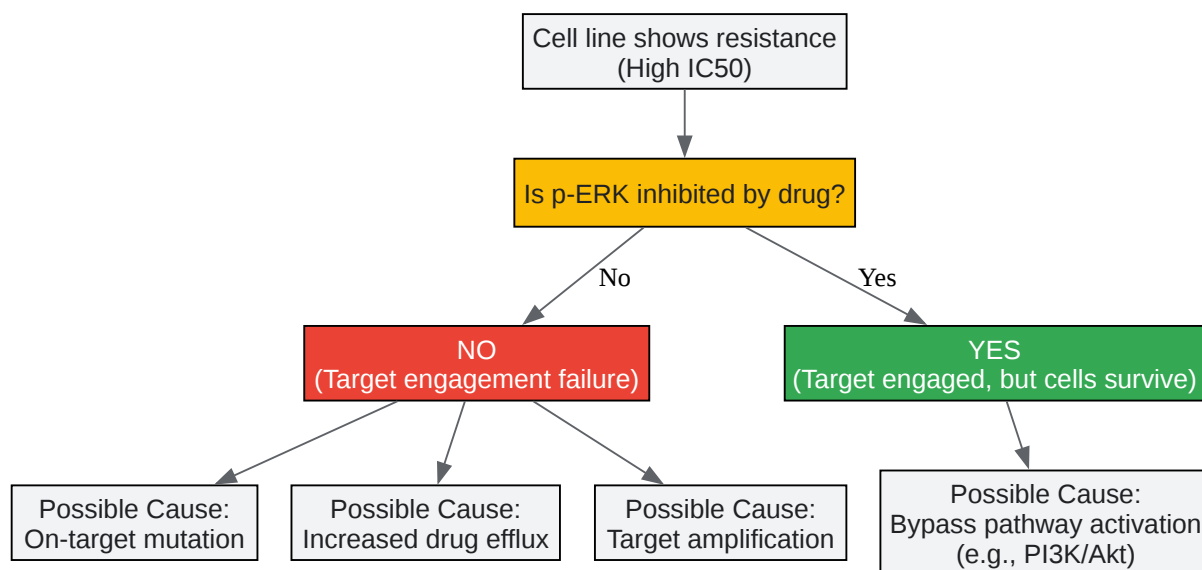 Cell line shows resistance
(High IC50)
Is p-ERK inhibited by drug?
No
Yes
NO
(Target engagement failure)
YES
(Target engaged, but cells survive)
Possible Cause:
On-target mutation
Possible Cause:
Increased drug efflux
Possible Cause:
Target amplification
Possible Cause:
Bypass pathway activation
(e.g., PI3K/Akt)